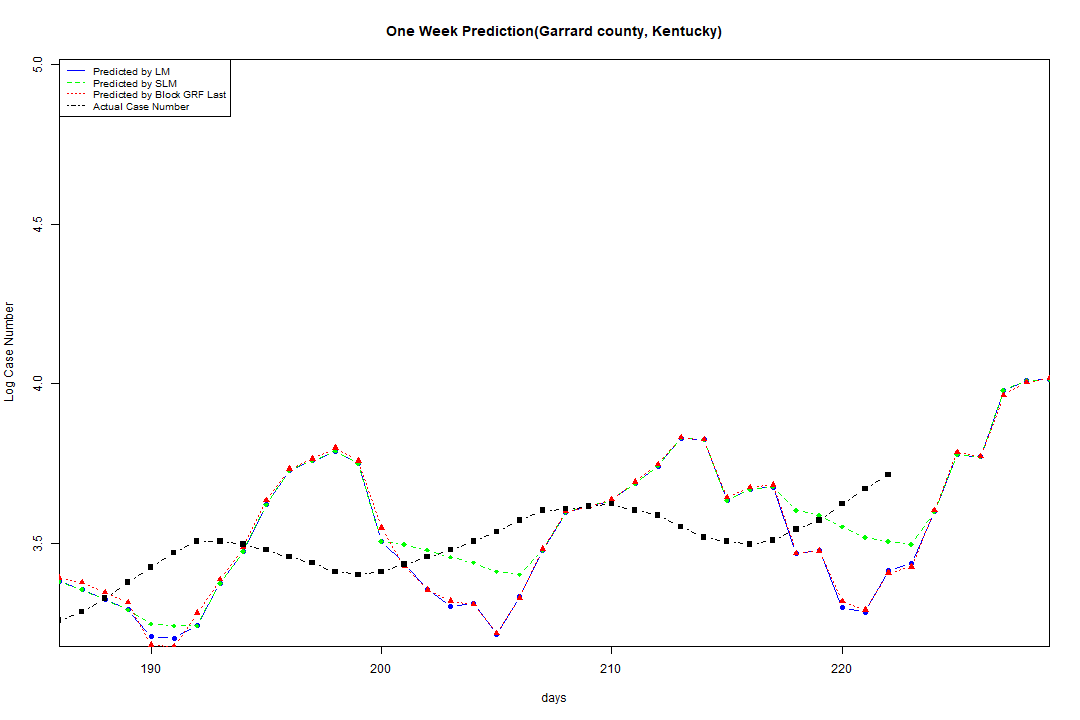 One Week Prediction(Garrard county, Kentucky)
Predicted by LM
Predicted by SLM
Predicted by Block GRF Last
Actual Case Number
5.0
4.5
4.0
3.5
Log Case Number
190 200 210 220
days